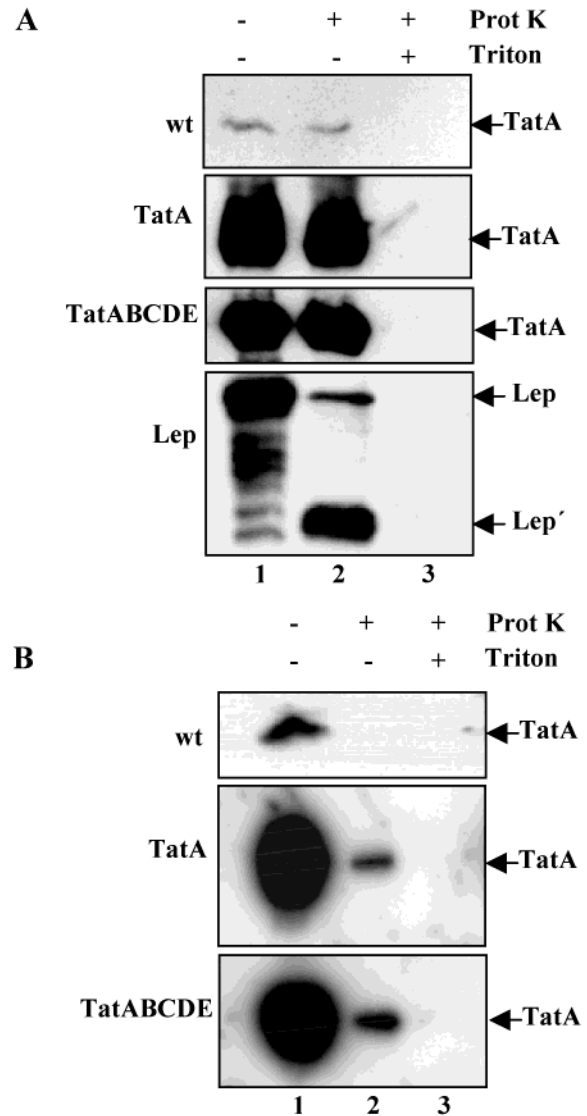 A - + + Prot K
- - + Triton
wt TatA
TatA TatA
TatABCDE TatA
Lep Lep
Lep´
1 2 3
- + + Prot K
B - - + Triton
wt TatA
TatA TatA
TatABCDE TatA
1 2 3